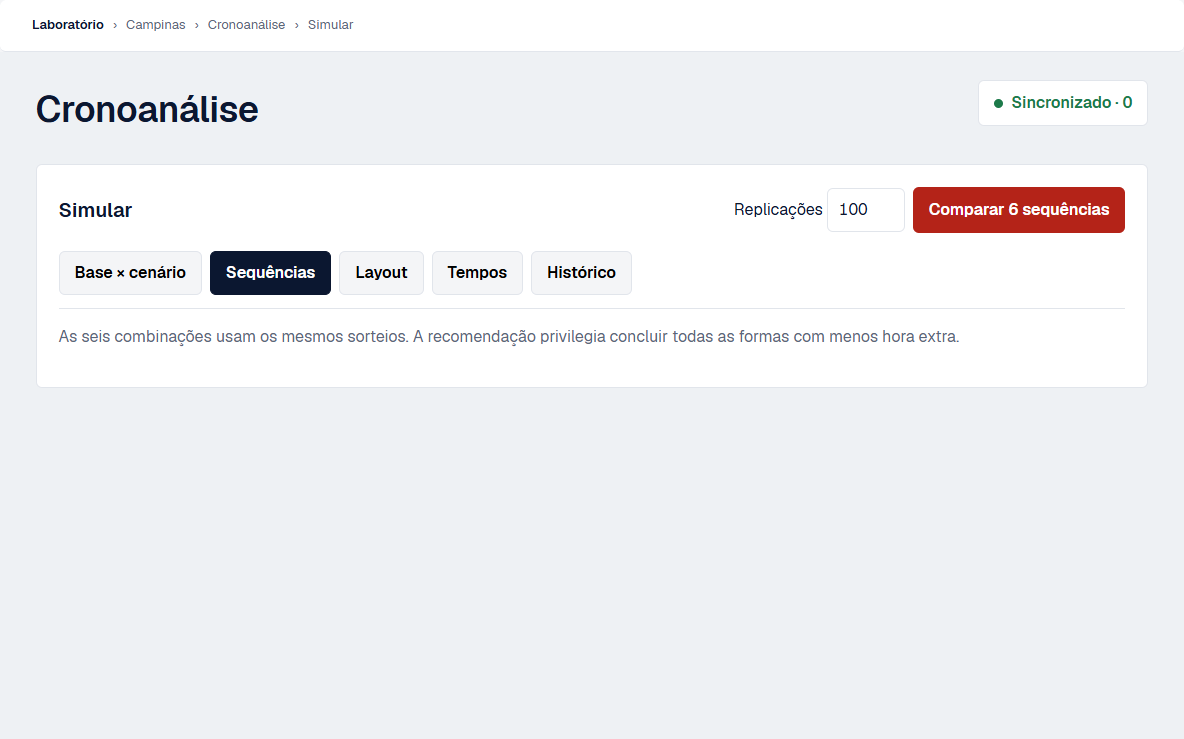 Laboratório › Campinas › Cronoanálise › Simular
Cronoanálise
Sincronizado · 0
Simular
Replicações 100
Comparar 6 sequências
Base × cenário
Sequências
Layout
Tempos
Histórico
As seis combinações usam os mesmos sorteios. A recomendação privilegia concluir todas as formas com menos hora extra.